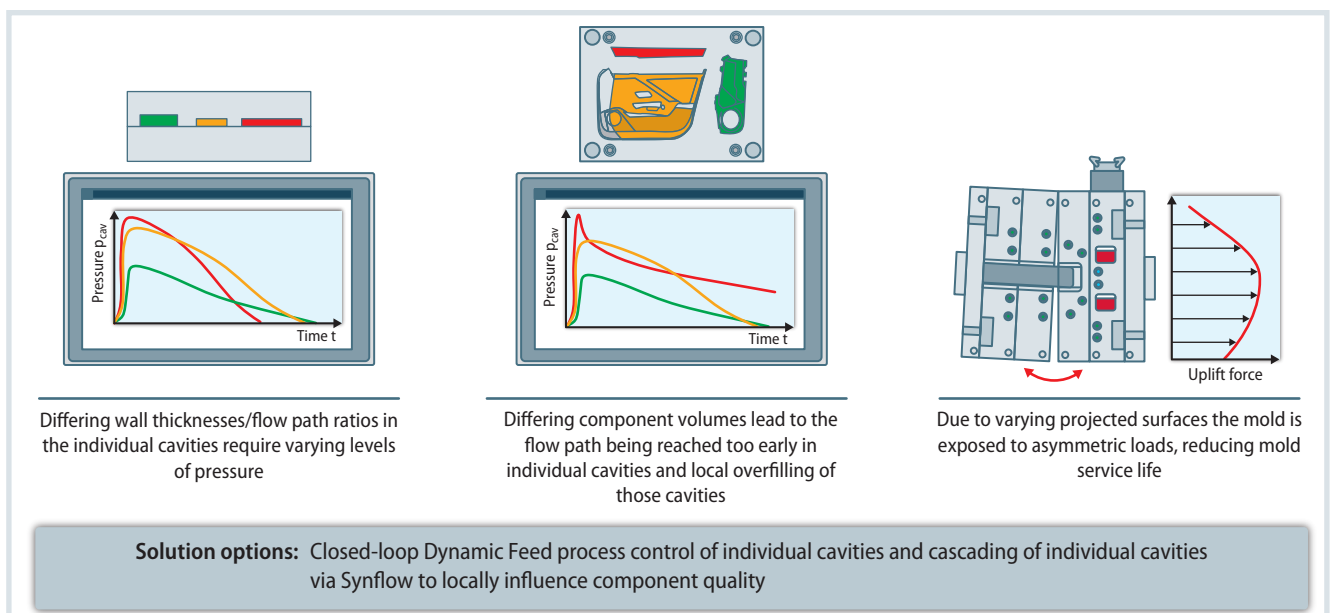 Pressure pcav
Time t
Differing wall thicknesses/flow path ratios in
the individual cavities require varying levels
of pressure
Pressure pcav
Time t
Differing component volumes lead to the
flow path being reached too early in
individual cavities and local overfilling of
those cavities
Uplift force
Due to varying projected surfaces the mold is
exposed to asymmetric loads, reducing mold
service life
Solution options: Closed-loop Dynamic Feed process control of individual cavities and cascading of individual cavities
via Synflow to locally influence component quality